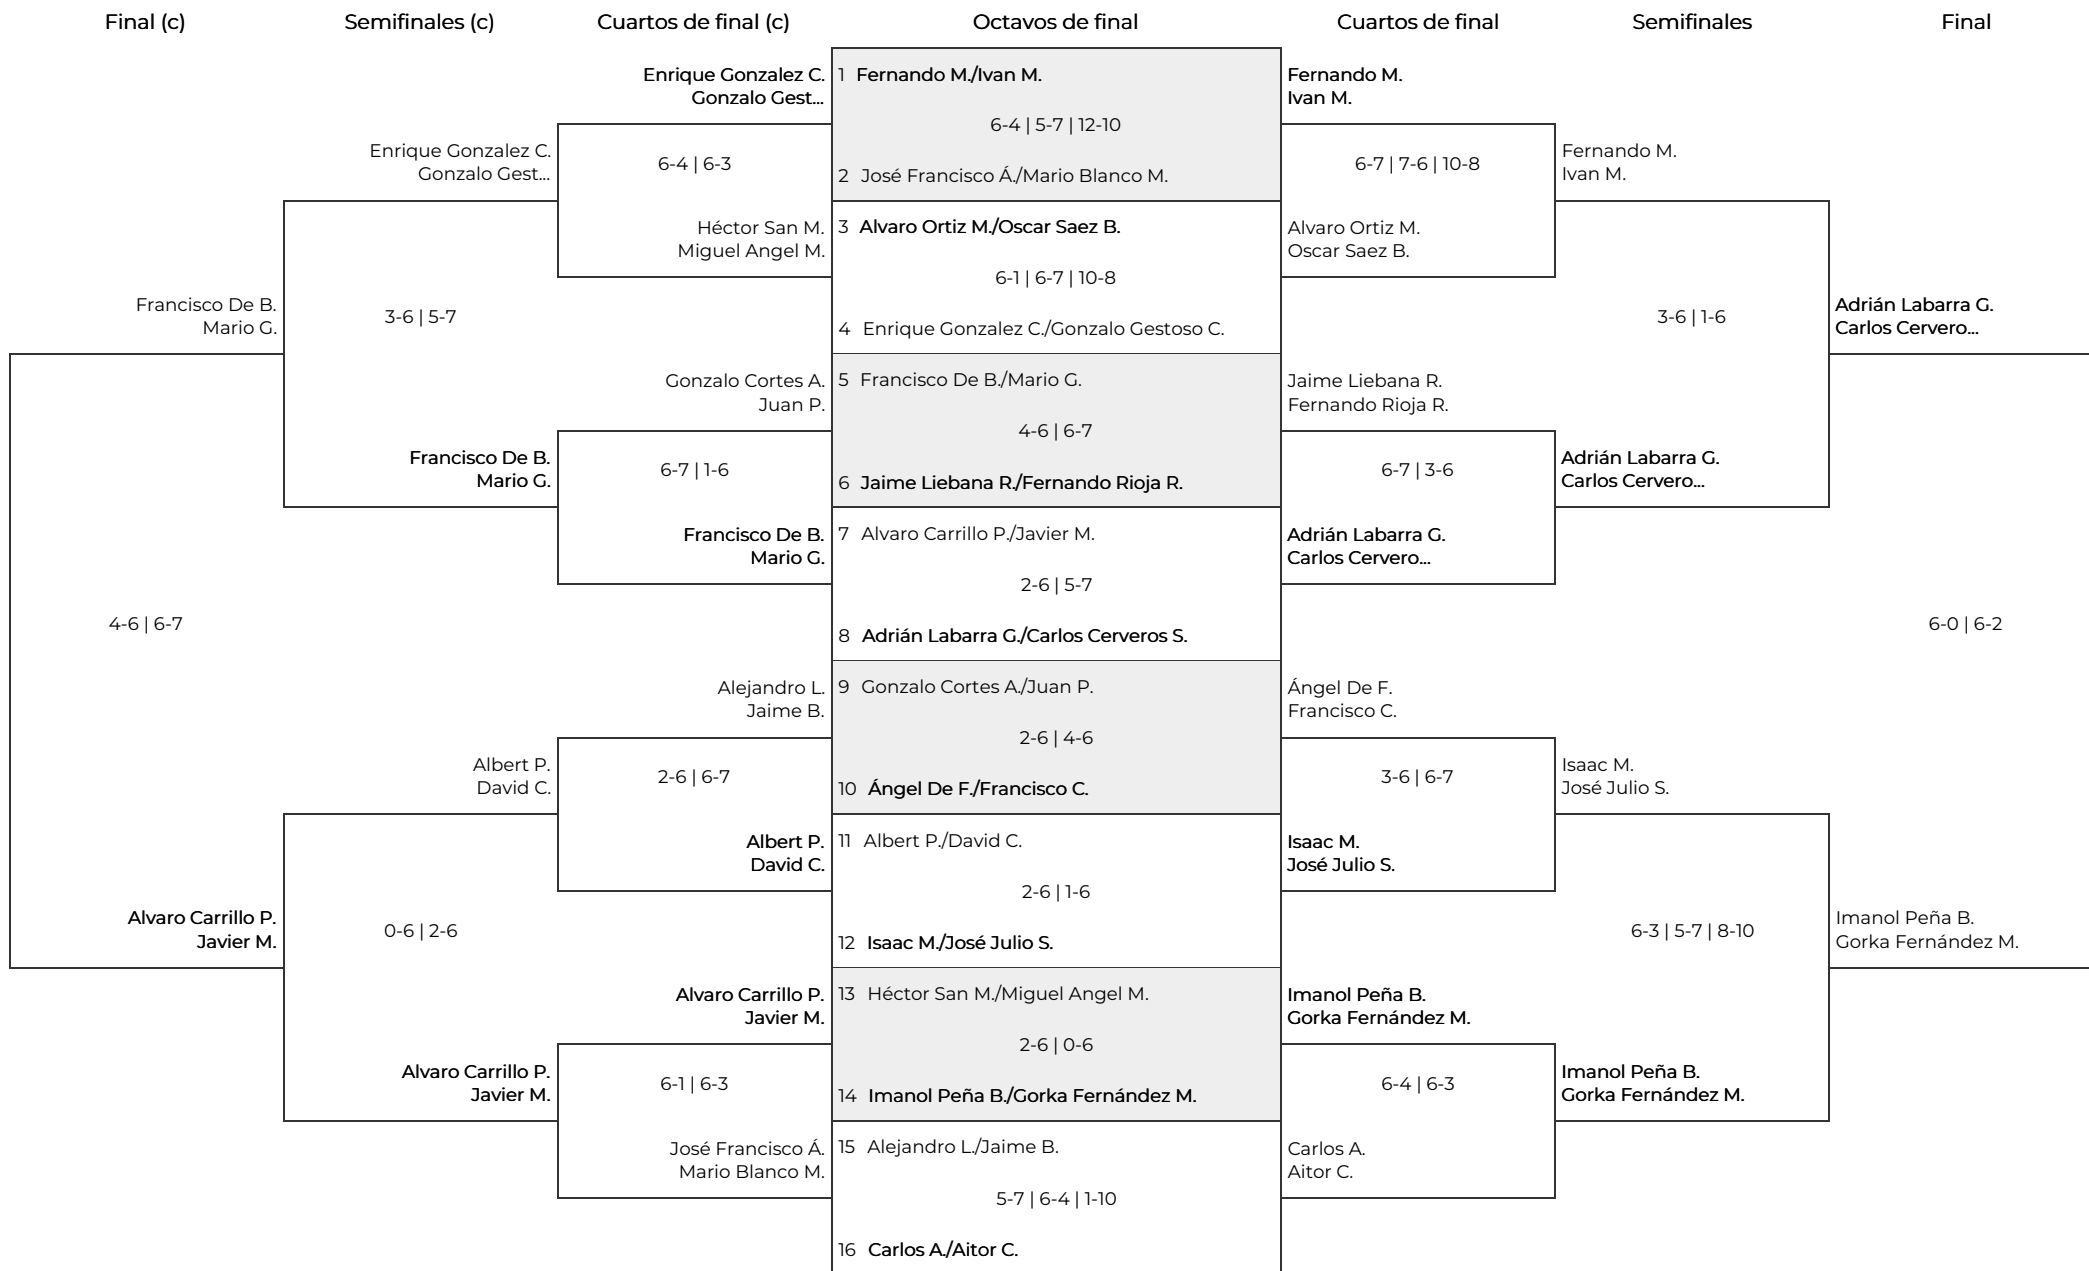 Final (c)
Semifinales (c)
Cuartos de final (c)
Octavos de final
Cuartos de final
Semifinales
Final
Francisco De B.
Mario G.
4-6 | 6-7
Alvaro Carrillo P.
Javier M.
Enrique Gonzalez C.
Gonzalo Gest...
3-6 | 5-7
Francisco De B.
Mario G.
Albert P.
David C.
0-6 | 2-6
Alvaro Carrillo P.
Javier M.
Enrique Gonzalez C.
Gonzalo Gest...
6-4 | 6-3
Héctor San M.
Miguel Angel M.
Gonzalo Cortes A.
Juan P.
6-7 | 1-6
Francisco De B.
Mario G.
Alejandro L.
Jaime B.
2-6 | 6-7
Albert P.
David C.
Alvaro Carrillo P.
Javier M.
6-1 | 6-3
José Francisco Á.
Mario Blanco M.
1 Fernando M./Ivan M.
6-4 | 5-7 | 12-10
2 José Francisco Á./Mario Blanco M.
3 Alvaro Ortiz M./Oscar Saez B.
6-1 | 6-7 | 10-8
4 Enrique Gonzalez C./Gonzalo Gestoso C.
5 Francisco De B./Mario G.
4-6 | 6-7
6 Jaime Liebana R./Fernando Rioja R.
7 Alvaro Carrillo P./Javier M.
2-6 | 5-7
8 Adrián Labarra G./Carlos Cerveros S.
9 Gonzalo Cortes A./Juan P.
2-6 | 4-6
10 Ángel De F./Francisco C.
11 Albert P./David C.
2-6 | 1-6
12 Isaac M./José Julio S.
13 Héctor San M./Miguel Angel M.
2-6 | 0-6
14 Imanol Peña B./Gorka Fernández M.
15 Alejandro L./Jaime B.
5-7 | 6-4 | 1-10
16 Carlos A./Aitor C.
Fernando M.
Ivan M.
6-7 | 7-6 | 10-8
Alvaro Ortiz M.
Oscar Saez B.
Jaime Liebana R.
Fernando Rioja R.
6-7 | 3-6
Adrián Labarra G.
Carlos Cervero...
Ángel De F.
Francisco C.
3-6 | 6-7
Isaac M.
José Julio S.
Imanol Peña B.
Gorka Fernández M.
6-4 | 6-3
Carlos A.
Aitor C.
Fernando M.
Ivan M.
3-6 | 1-6
Adrián Labarra G.
Carlos Cervero...
Isaac M.
José Julio S.
6-3 | 5-7 | 8-10
Imanol Peña B.
Gorka Fernández M.
Adrián Labarra G.
Carlos Cervero...
6-0 | 6-2
Imanol Peña B.
Gorka Fernández M.